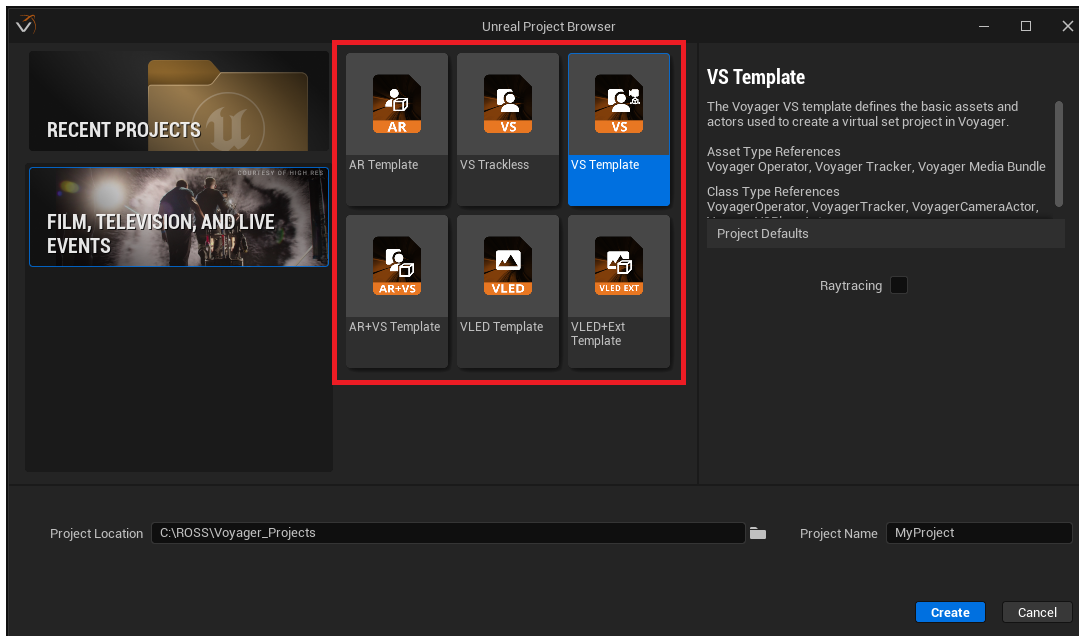 Unreal Project Browser
RECENT PROJECTS
COURTESY OF HIGH RES
FILM, TELEVISION, AND LIVE
EVENTS
AR
VS
VS
AR Template
VS Trackless
VS Template
AR+VS
VLED
VLED EXT
AR+VS Template
VLED Template
VLED+Ext
Template
VS Template
The Voyager VS template defines the basic assets and
actors used to create a virtual set project in Voyager.
Asset Type References
Voyager Operator, Voyager Tracker, Voyager Media Bundle
Class Type References
VoyagerOperator, VoyagerTracker, VoyagerCameraActor,
Project Defaults
Raytracing
Project Location
C:\ROSS\Voyager_Projects
Project Name
MyProject
Create
Cancel